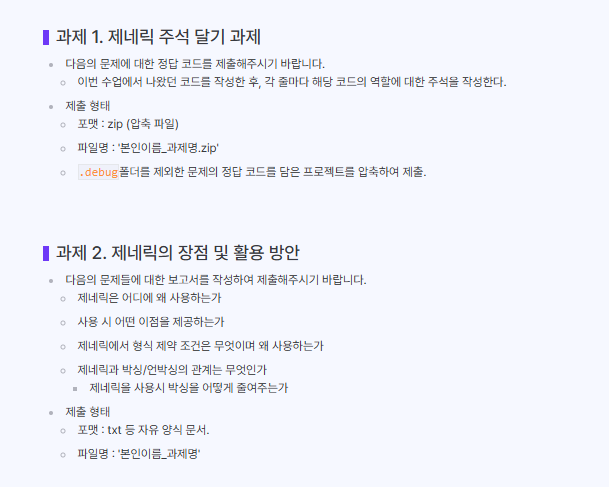 과제 1. 제네릭 주석 달기 과제
다음의 문제에 대한 정답 코드를 제출해주시기 바랍니다.
이번 수업에서 나왔던 코드를 작성한 후, 각 줄마다 해당 코드의 역할에 대한 주석을 작성한다.
제출 형태
포맷 : zip (압축 파일)
파일명 : '본인이름_과제명.zip'
.debug폴더를 제외한 문제의 정답 코드를 담은 프로젝트를 압축하여 제출.
과제 2. 제네릭의 장점 및 활용 방안
다음의 문제들에 대한 보고서를 작성하여 제출해주시기 바랍니다.
제네릭은 어디에 왜 사용하는가
사용 시 어떤 이점을 제공하는가
제네릭에서 형식 제약 조건은 무엇이며 왜 사용하는가
제네릭과 박싱/언박싱의 관계는 무엇인가
제네릭을 사용시 박싱을 어떻게 줄여주는가
제출 형태
포맷 : txt 등 자유 양식 문서.
파일명 : '본인이름_과제명'